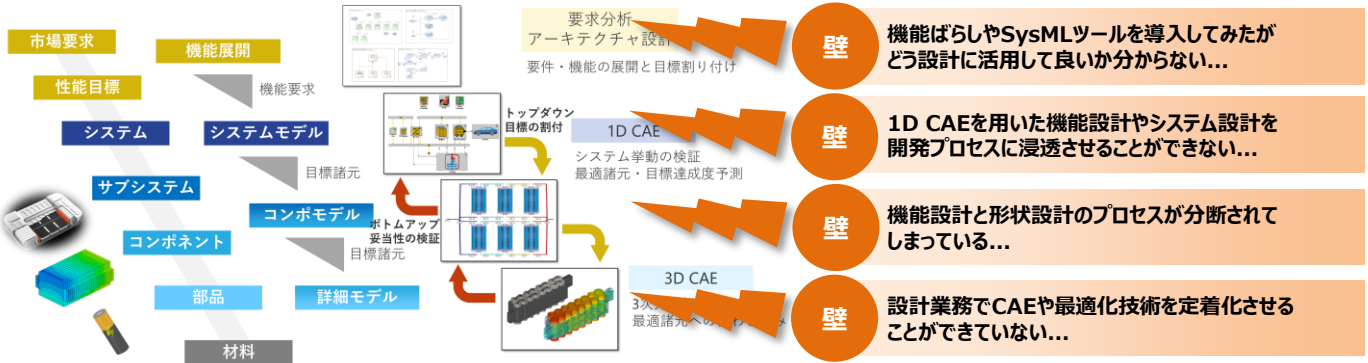 市場要求
機能展開
性能目標
機能要求
システム
システムモデル
目標諸元
サブシステム
コンポモデル
コンポネント
目標諸元
部品
詳細モデル
材料
要求分析
アーキテクチャ設計
要件・機能の展開と目標割り付け
トップダウン
目標の割付
1D CAE
システム挙動の検証
最適諸元・目標達成度予測
ボトムアップ
妥当性の検証
3D CAE
3次
最適諸元への
壁
機能ばらしやSysMLツールを導入してみたが
どう設計に活用して良いか分からない...
壁
1D CAEを用いた機能設計やシステム設計を
開発プロセスに浸透させることができない...
壁
機能設計と形状設計のプロセスが分断されて
しまっている...
壁
設計業務でCAEや最適化技術を定着化させる
ことができていない...